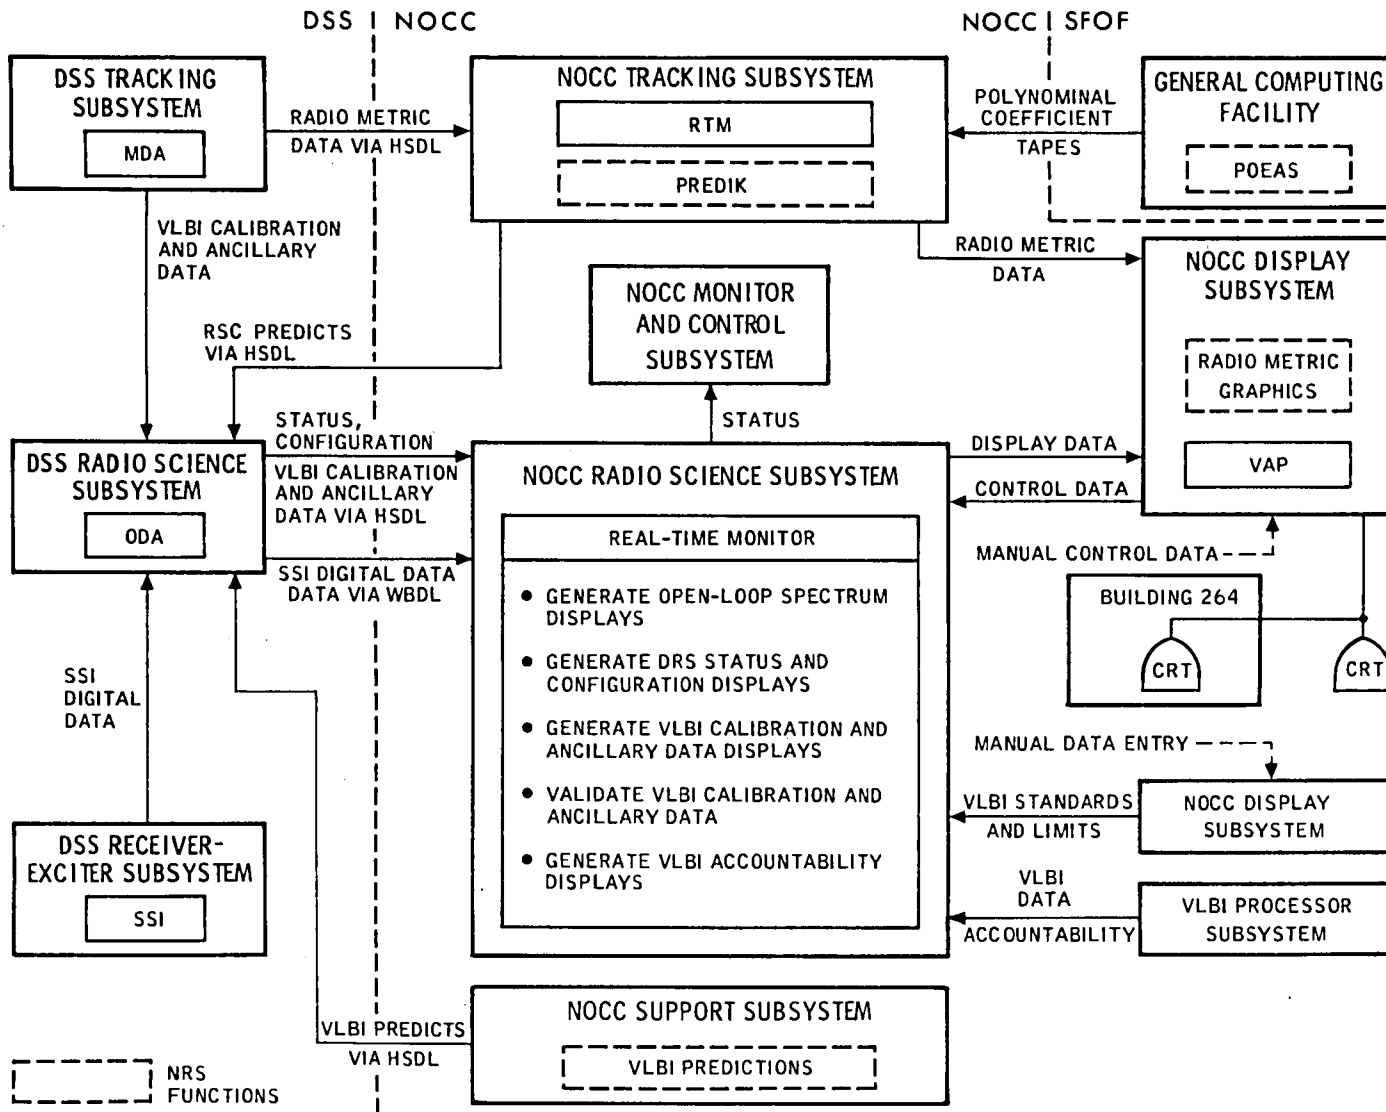 DSS | NOCC
NOCC | SFOF
DSS TRACKING
SUBSYSTEM
MDA
RADIO METRIC
DATA VIA HSDL
NOCC TRACKING SUBSYSTEM
RTM
PREDIK
POLYNOMINAL
COEFFICIENT
TAPES
GENERAL COMPUTING
FACILITY
POEAS
VLBI CALIBRATION
AND ANCILLARY
DATA
RSC PREDICTS
VIA HSDL
NOCC MONITOR
AND CONTROL
SUBSYSTEM
STATUS
RADIO METRIC
DATA
NOCC DISPLAY
SUBSYSTEM
RADIO METRIC
GRAPHICS
VAP
DSS RADIO SCIENCE
SUBSYSTEM
ODA
STATUS,
CONFIGURATION
VLBI CALIBRATION
AND ANCILLARY
DATA VIA HSDL
SSI DIGITAL DATA
DATA VIA WBDL
NOCC RADIO SCIENCE SUBSYSTEM
REAL-TIME MONITOR
● GENERATE OPEN-LOOP SPECTRUM
DISPLAYS
● GENERATE DRS STATUS AND
CONFIGURATION DISPLAYS
● GENERATE VLBI CALIBRATION AND
ANCILLARY DATA DISPLAYS
● VALIDATE VLBI CALIBRATION AND
ANCILLARY DATA
● GENERATE VLBI ACCOUNTABILITY
DISPLAYS
DISPLAY DATA
CONTROL DATA
MANUAL CONTROL DATA
BUILDING 264
CRT
CRT
MANUAL DATA ENTRY
VLBI STANDARDS
AND LIMITS
NOCC DISPLAY
SUBSYSTEM
VLBI
DATA
ACCOUNTABILITY
VLBI PROCESSOR
SUBSYSTEM
SSI
DIGITAL
DATA
DSS RECEIVER-
EXCITER SUBSYSTEM
SSI
VLBI PREDICTS
VIA HSDL
NOCC SUPPORT SUBSYSTEM
VLBI PREDICTIONS
NRS
FUNCTIONS